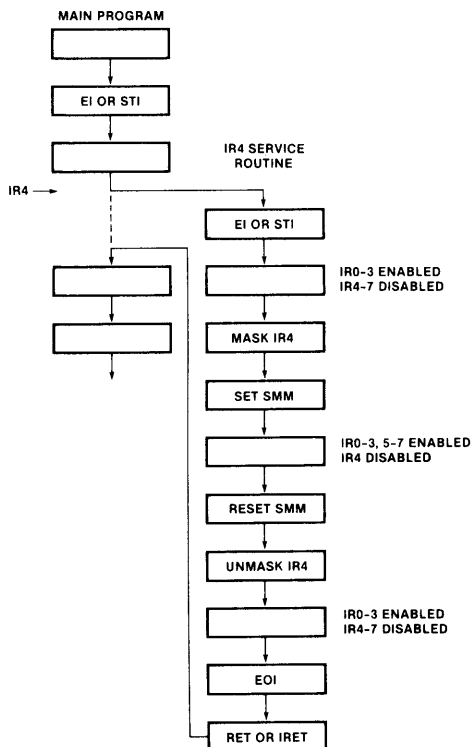 MAIN PROGRAM
EI OR STI
IR4 SERVICE
ROUTINE
IR4
EI OR STI
IR0-3 ENABLED
IR4-7 DISABLED
MASK IR4
SET SMM
IR0-3, 5-7 ENABLED
IR4 DISABLED
RESET SMM
UNMASK IR4
IR0-3 ENABLED
IR4-7 DISABLED
EOI
RET OR IRET